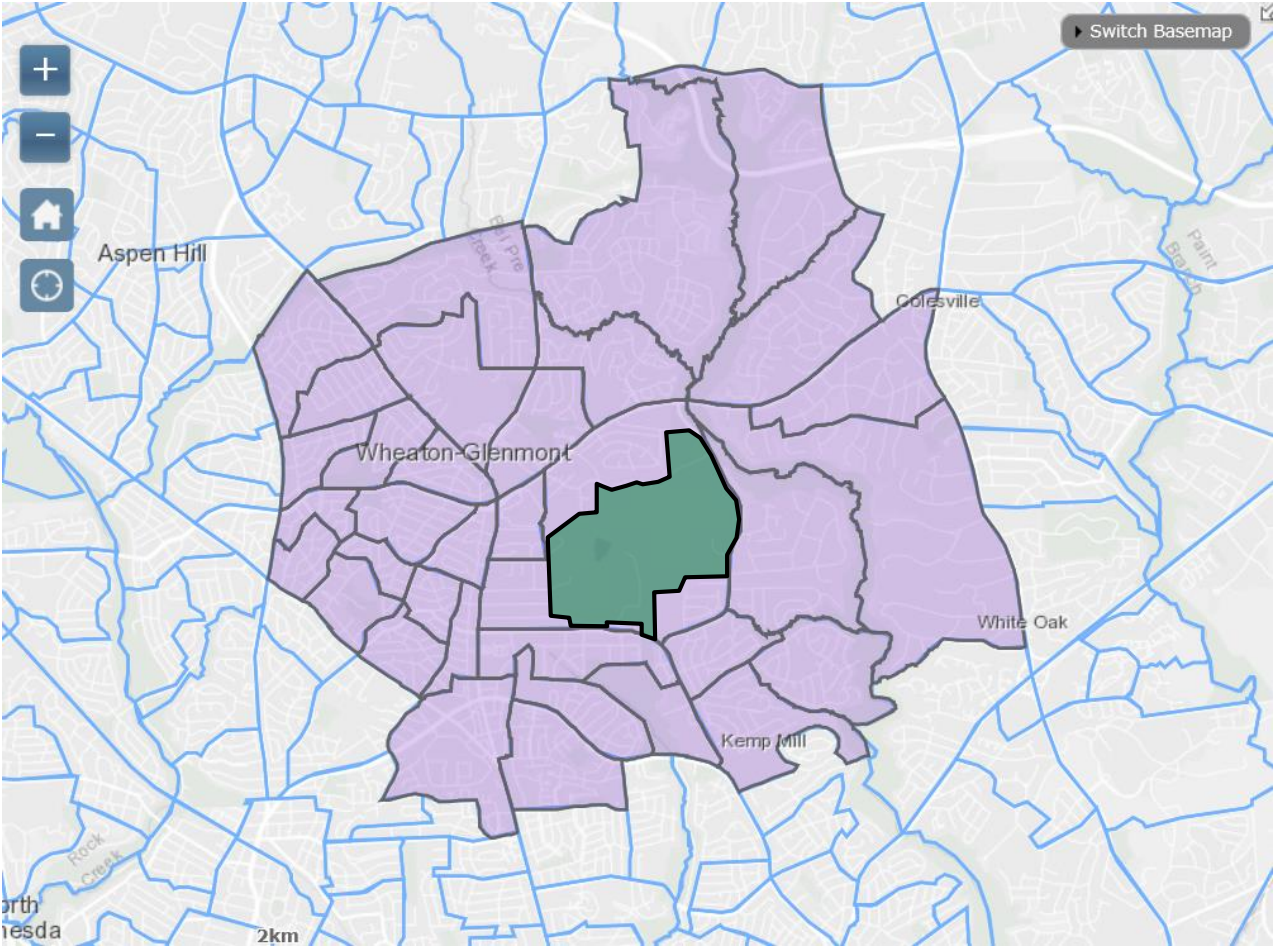 Switch Basemap
+
−
Bel Pre
Creek
Paint
Branch
Aspen Hill
Colesville
Wheaton-Glenmont
White Oak
Kemp Mill
Rock
Creek
orth
hesda
2km